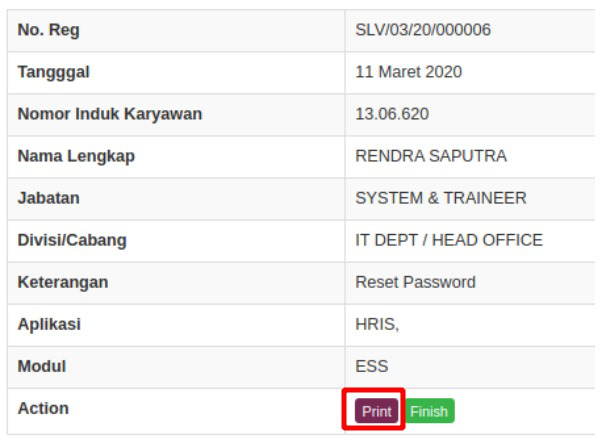 No. Reg SLV/03/20/000006
Tangggal 11 Maret 2020
Nomor Induk Karyawan 13.06.620
Nama Lengkap RENDRA SAPUTRA
Jabatan SYSTEM & TRAINEER
Divisi/Cabang IT DEPT / HEAD OFFICE
Keterangan Reset Password
Aplikasi HRIS,
Modul ESS
Action Print Finish